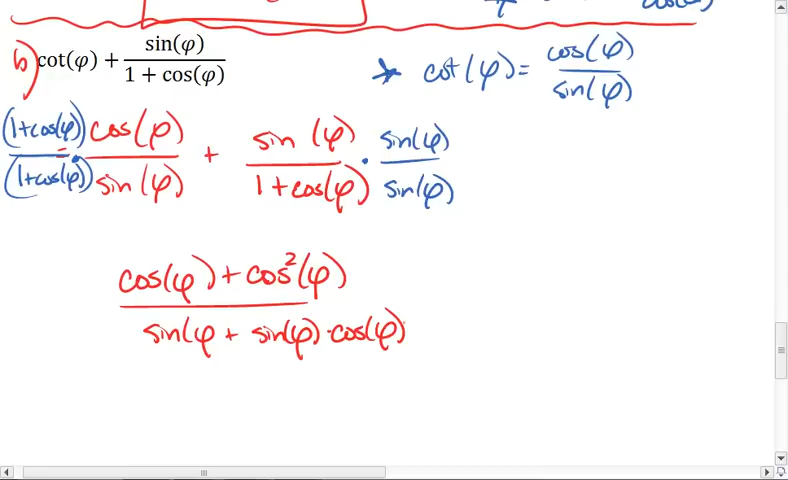 b) cot(φ) + sin(φ) / 1 + cos(φ)
* cot(φ) = cos(φ) / sin(φ)
(1+cos(φ)) / (1+cos(φ)) · cos(φ) / sin(φ) + sin(φ) / 1+cos(φ) · sin(φ) / sin(φ)
cos(φ) + cos²(φ)
sin(φ + sin(φ)·cos(φ)